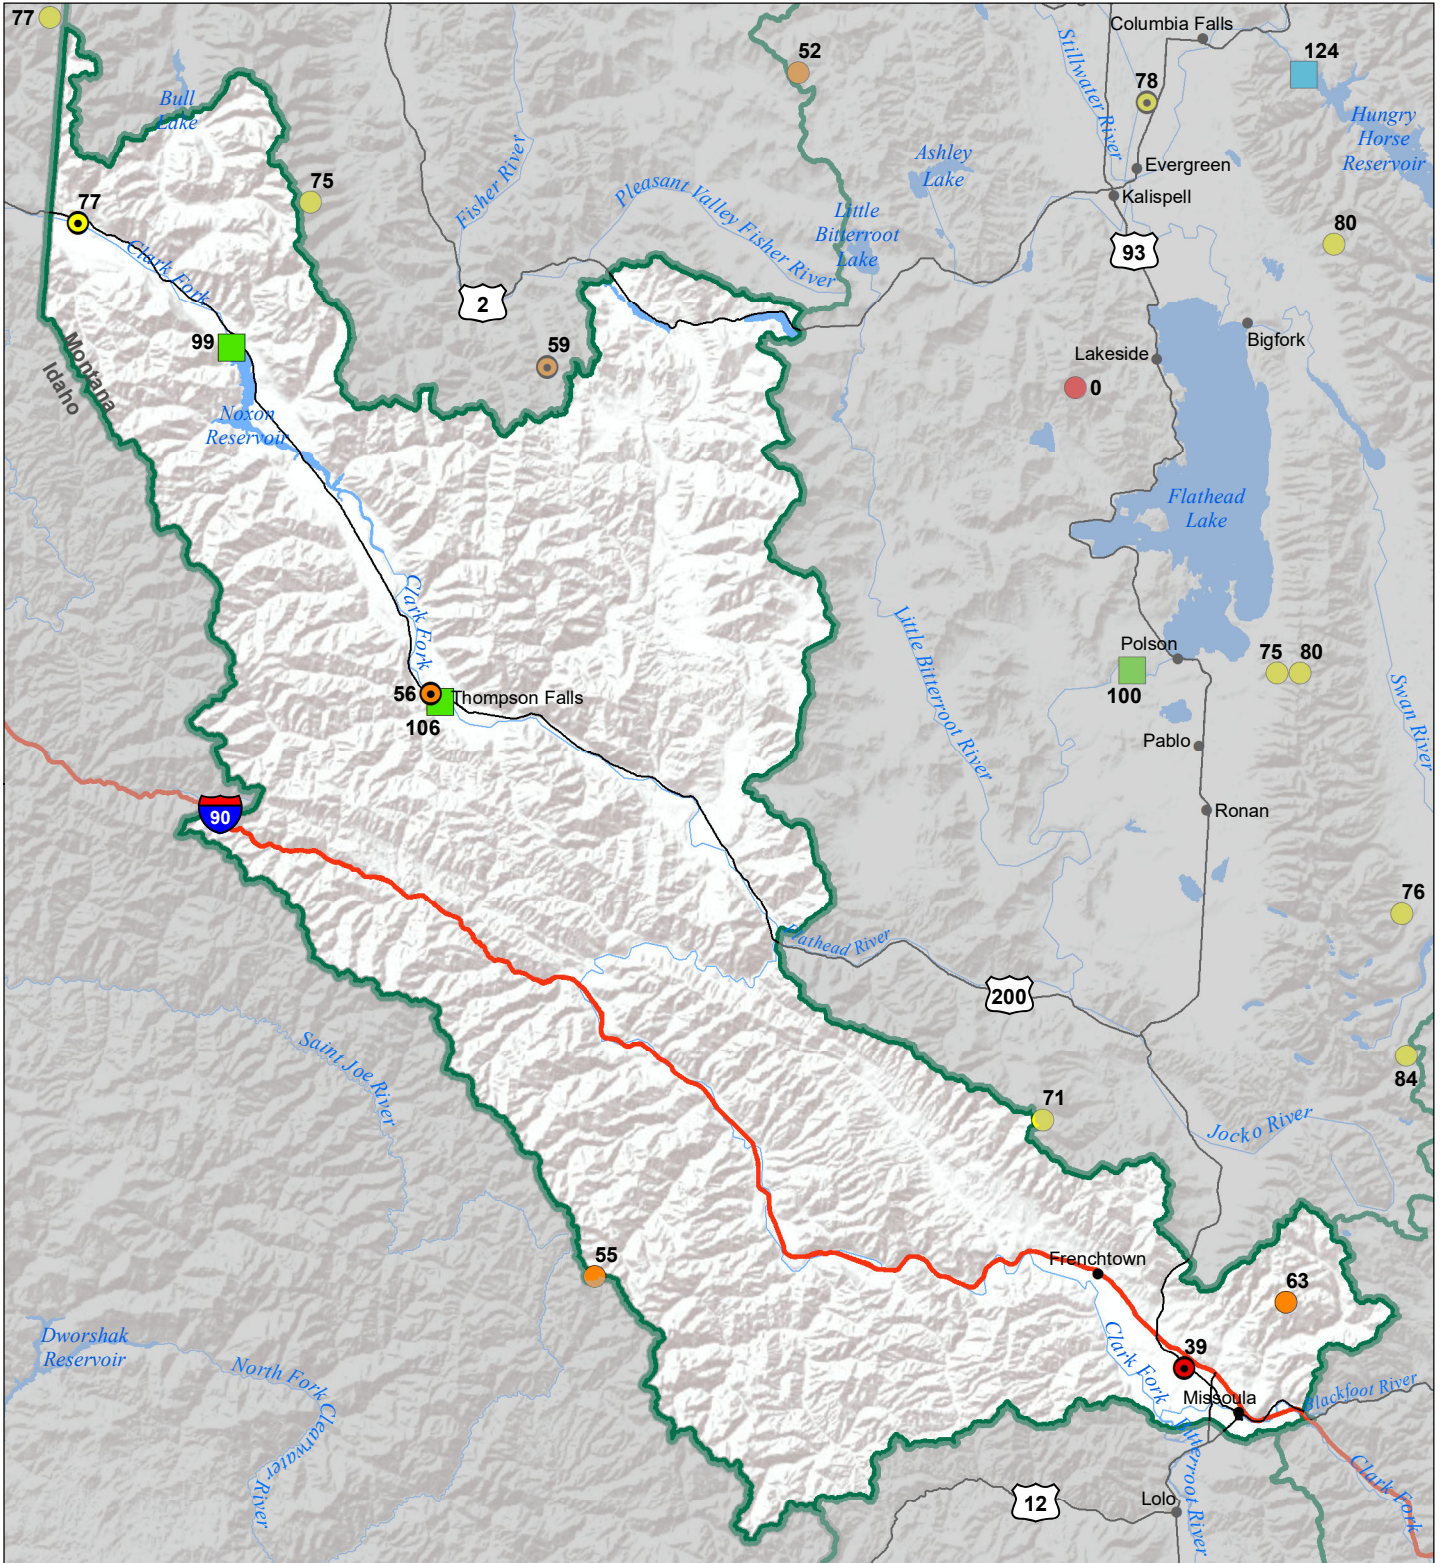 77
52
Columbia Falls
124
Stillwater River
78
Bull
Lake
Hungry
Horse
Reservoir
Fisher River
Ashley
Lake
Evergreen
75
Pleasant Valley Fisher River
Kalispell
77
Little
Bitterroot
Lake
80
93
Clark Fork
2
99
59
Bigfork
Lakeside
Montana
Idaho
0
Noxon
Reservoir
Flathead
Lake
Clark Fork
Little Bitterroot River
Polson
75
80
56
Thompson Falls
106
100
Swan River
Pablo
90
Ronan
76
Flathead River
200
Saint Joe River
84
71
Jocko River
55
Frenchtown
63
Dworshak
Reservoir
Clark Fork
39
North Fork Clearwater
River
Missoula
Blackfoot River
Bitterroot River
Clark Fork
12
Lolo